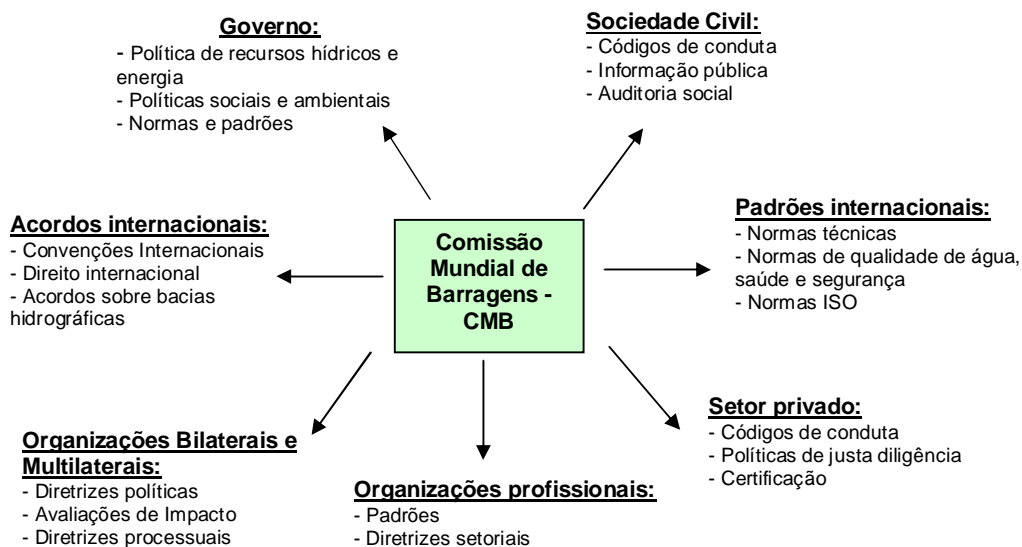 Governo:
- Política de recursos hídricos e
energia
- Políticas sociais e ambientais
- Normas e padrões
Sociedade Civil:
- Códigos de conduta
- Informação pública
- Auditoria social
Acordos internacionais:
- Convenções Internacionais
- Direito internacional
- Acordos sobre bacias
hidrográficas
Comissão
Mundial de
Barragens -
CMB
Padrões internacionais:
- Normas técnicas
- Normas de qualidade de água,
saúde e segurança
- Normas ISO
Organizações Bilaterais e
Multilaterais:
- Diretrizes políticas
- Avaliações de Impacto
- Diretrizes processuais
Organizações profissionais:
- Padrões
- Diretrizes setoriais
Setor privado:
- Códigos de conduta
- Políticas de justa diligência
- Certificação